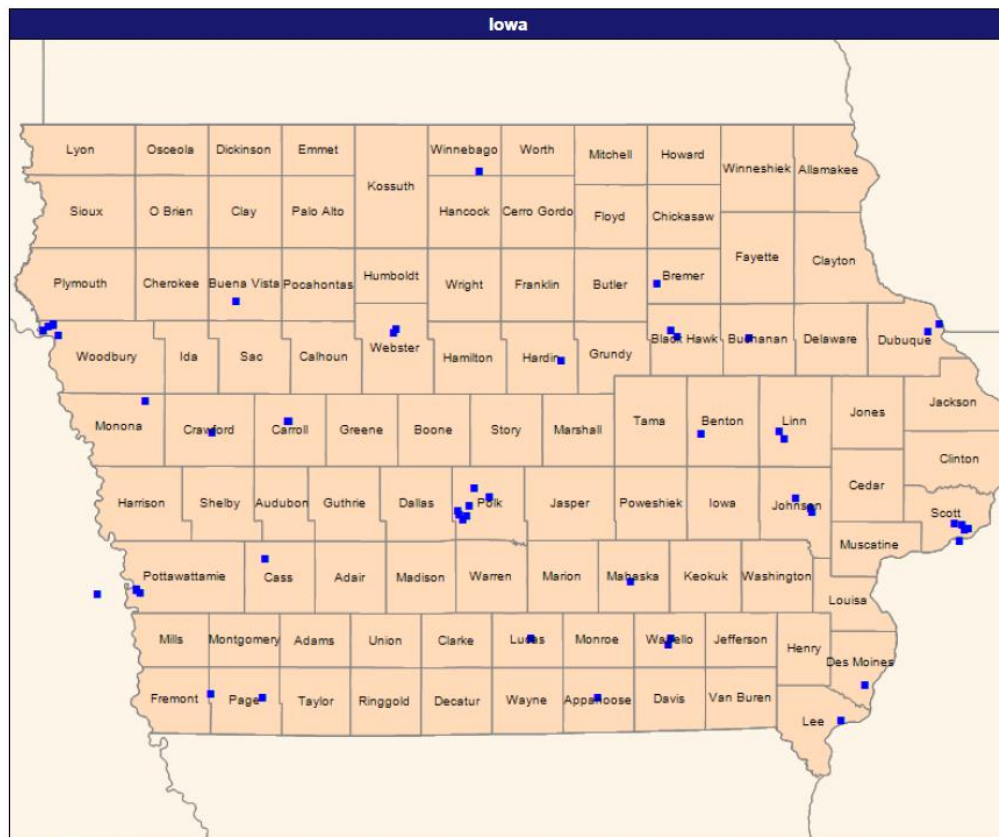 Iowa
Lyon
Osceola
Dickinson
Emmet
Kossuth
Winnebago
Worth
Mitchell
Howard
Winneshiek
Allamakee
Sioux
O Brien
Clay
Palo Alto
Hancock
Cerro Gordo
Floyd
Chickasaw
Plymouth
Cherokee
Buena Vista
Pocahontas
Humboldt
Wright
Franklin
Butler
Bremer
Fayette
Clayton
Woodbury
Ida
Sac
Calhoun
Webster
Hamilton
Hardin
Grundy
Black Hawk
Buchanan
Delaware
Dubuque
Monona
Crawford
Carroll
Greene
Boone
Story
Marshall
Tama
Benton
Linn
Jones
Jackson
Clinton
Harrison
Shelby
Audubon
Guthrie
Dallas
Polk
Jasper
Poweshiek
Iowa
Johnson
Cedar
Scott
Muscatine
Pottawattamie
Cass
Adair
Madison
Warren
Marion
Mahaska
Keokuk
Washington
Louisa
Mills
Montgomery
Adams
Union
Clarke
Lucas
Monroe
Wapello
Jefferson
Henry
Des Moines
Fremont
Page
Taylor
Ringgold
Decatur
Wayne
Appanoose
Davis
Van Buren
Lee